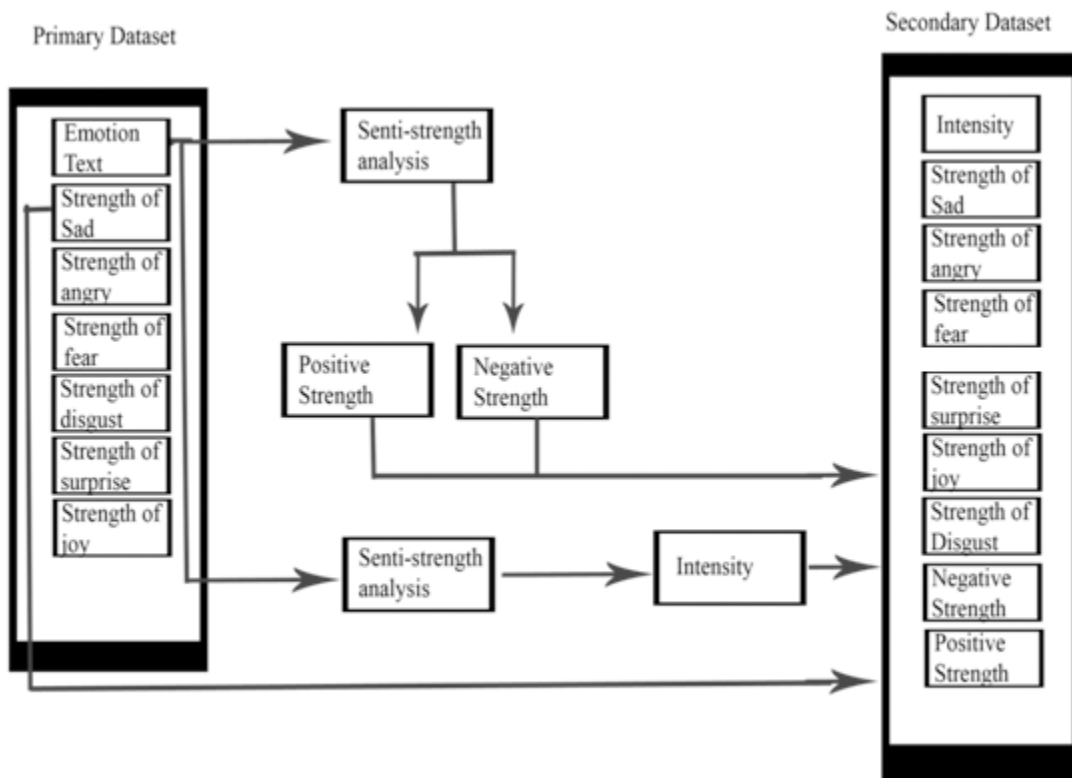 Primary Dataset
Secondary Dataset
Emotion
Text
Strength of
Sad
Strength of
angry
Strength of
fear
Strength of
disgust
Strength of
surprise
Strength of
joy
Senti-strength
analysis
Positive
Strength
Negative
Strength
Senti-strength
analysis
Intensity
Intensity
Strength of
Sad
Strength of
angry
Strength of
fear
Strength of
surprise
Strength of
joy
Strength of
Disgust
Negative
Strength
Positive
Strength